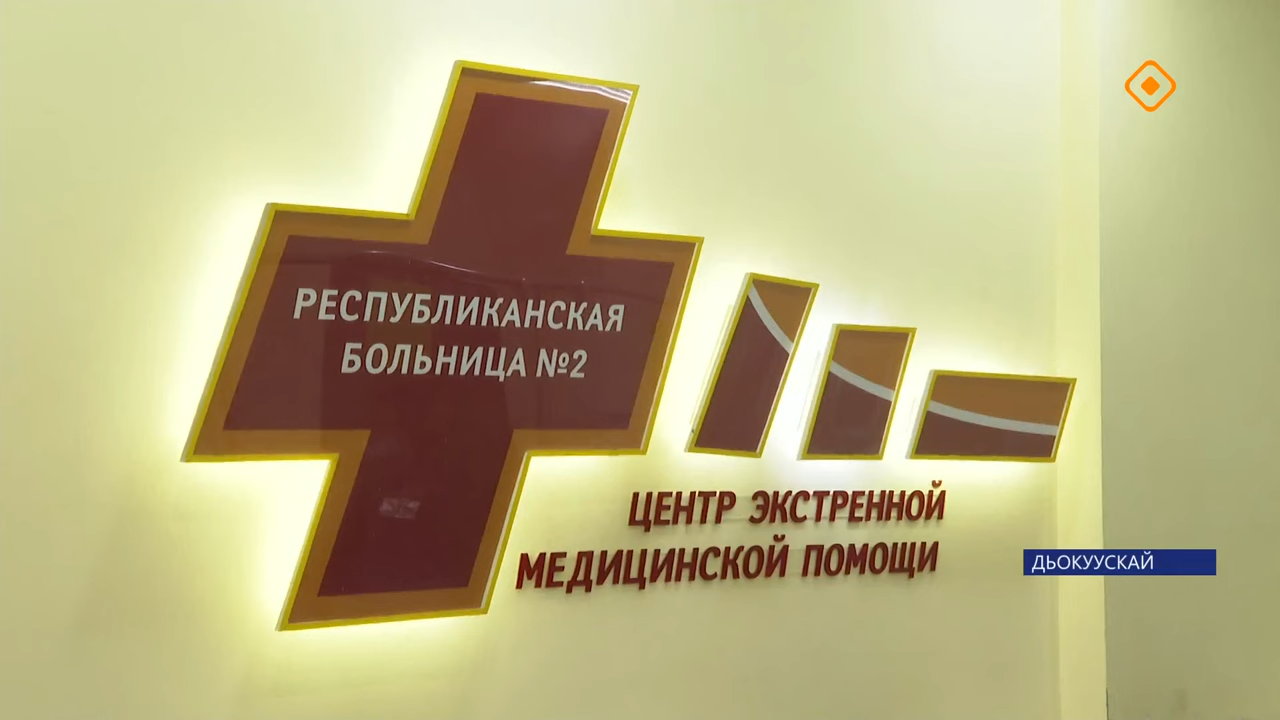 РЕСПУБЛИКАНСКАЯ
БОЛЬНИЦА №2
ЦЕНТР ЭКСТРЕННОЙ
МЕДИЦИНСКОЙ ПОМОЩИ
ДЬОКУУСКАЙ